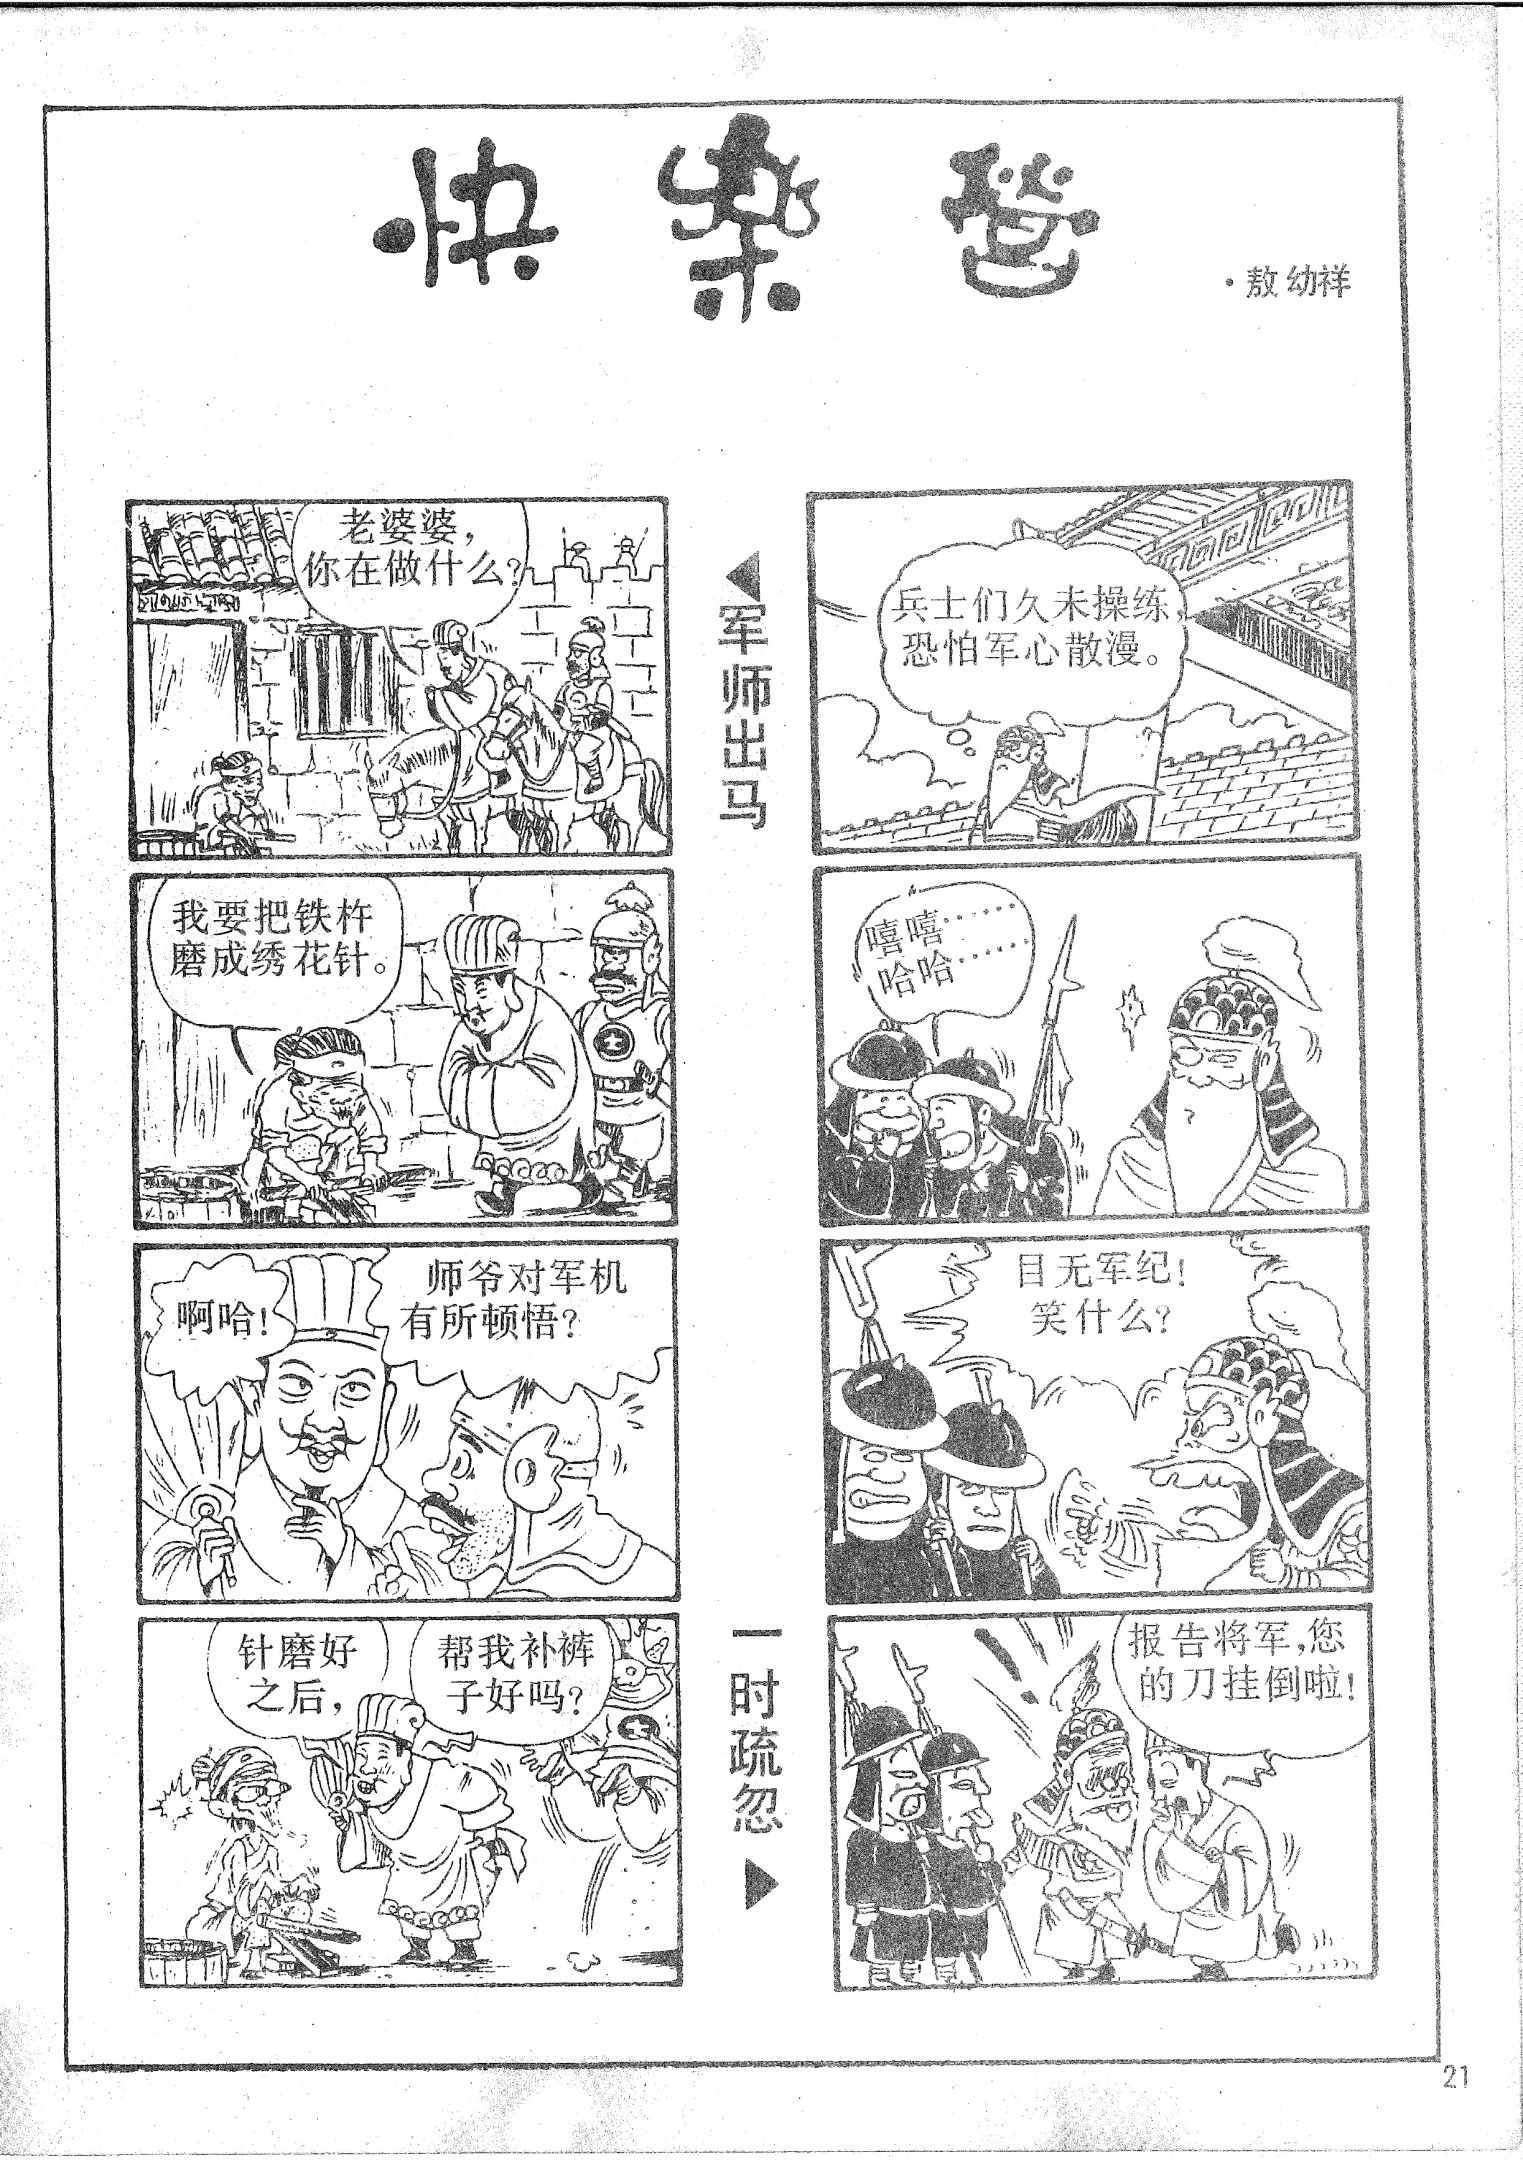 快乐营
·敖幼祥
军师出马
老婆婆，
你在做什么？
我要把铁杵
磨成绣花针。
啊哈！
师爷对军机
有所顿悟？
针磨好
之后，
帮我补裤
子好吗？
一时疏忽
兵士们久未操练，
恐怕军心散漫。
嘻嘻……
哈哈……
目无军纪！
笑什么？
报告将军，您
的刀挂倒啦！
21